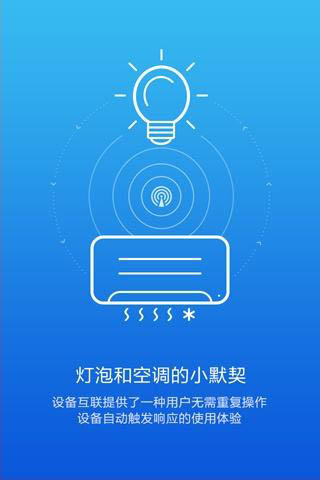 灯泡和空调的小默契
设备互联提供了一种用户无需重复操作
设备自动触发响应的使用体验